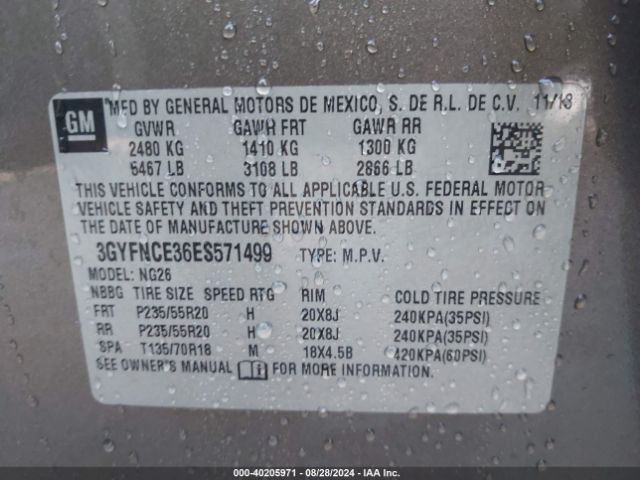 GM
MFD BY GENERAL MOTORS DE MEXICO, S. DE R.L. DE C.V. 11/13
GVWR GAWR FRT GAWR RR
2480 KG 1410 KG 1300 KG
5467 LB 3108 LB 2866 LB
THIS VEHICLE CONFORMS TO ALL APPLICABLE U.S. FEDERAL MOTOR
VEHICLE SAFETY AND THEFT PREVENTION STANDARDS IN EFFECT ON
THE DATE OF MANUFACTURE SHOWN ABOVE.
3GYFNCE36ES571499 TYPE: M.P.V.
MODEL: NG26
NBBG TIRE SIZE SPEED RTG RIM COLD TIRE PRESSURE
FRT P235/55R20 H 20X8J 240KPA(35PSI)
RR P235/55R20 H 20X8J 240KPA(35PSI)
SPA T135/70R18 M 18X4.5B 420KPA(60PSI)
SEE OWNER'S MANUAL FOR MORE INFORMATION.
000-40205971 - 08/28/2024 - IAA Inc.